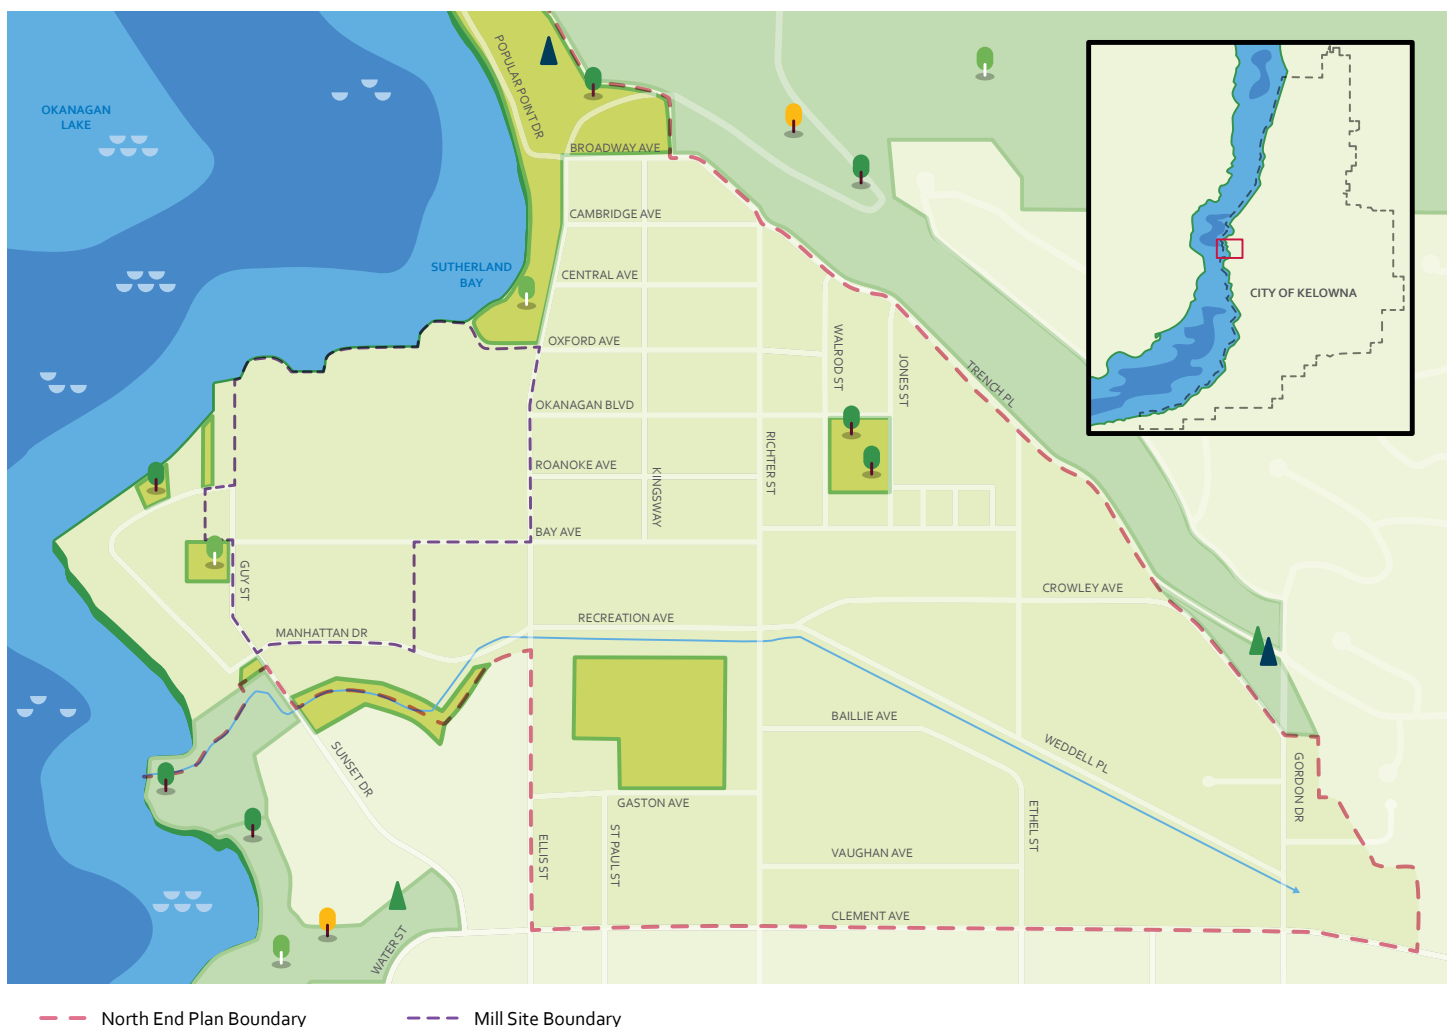 POPULAR POINT DR
OKANAGAN
LAKE
BROADWAY AVE
CAMBRIDGE AVE
SUTHERLAND
BAY
CENTRAL AVE
CITY OF KELOWNA
OXFORD AVE
WALROD ST
JONES ST
TRENCH PL
OKANAGAN BLVD
RICHTER ST
ROANOKE AVE
KINGSWAY
BAY AVE
GUY ST
CROWLEY AVE
RECREATION AVE
MANHATTAN DR
BAILLIE AVE
WEDDELL PL
SUNSET DR
GORDON DR
GASTON AVE
ETHEL ST
ELLIS ST
ST PAUL ST
VAUGHAN AVE
CLEMENT AVE
WATER ST
North End Plan Boundary
Mill Site Boundary